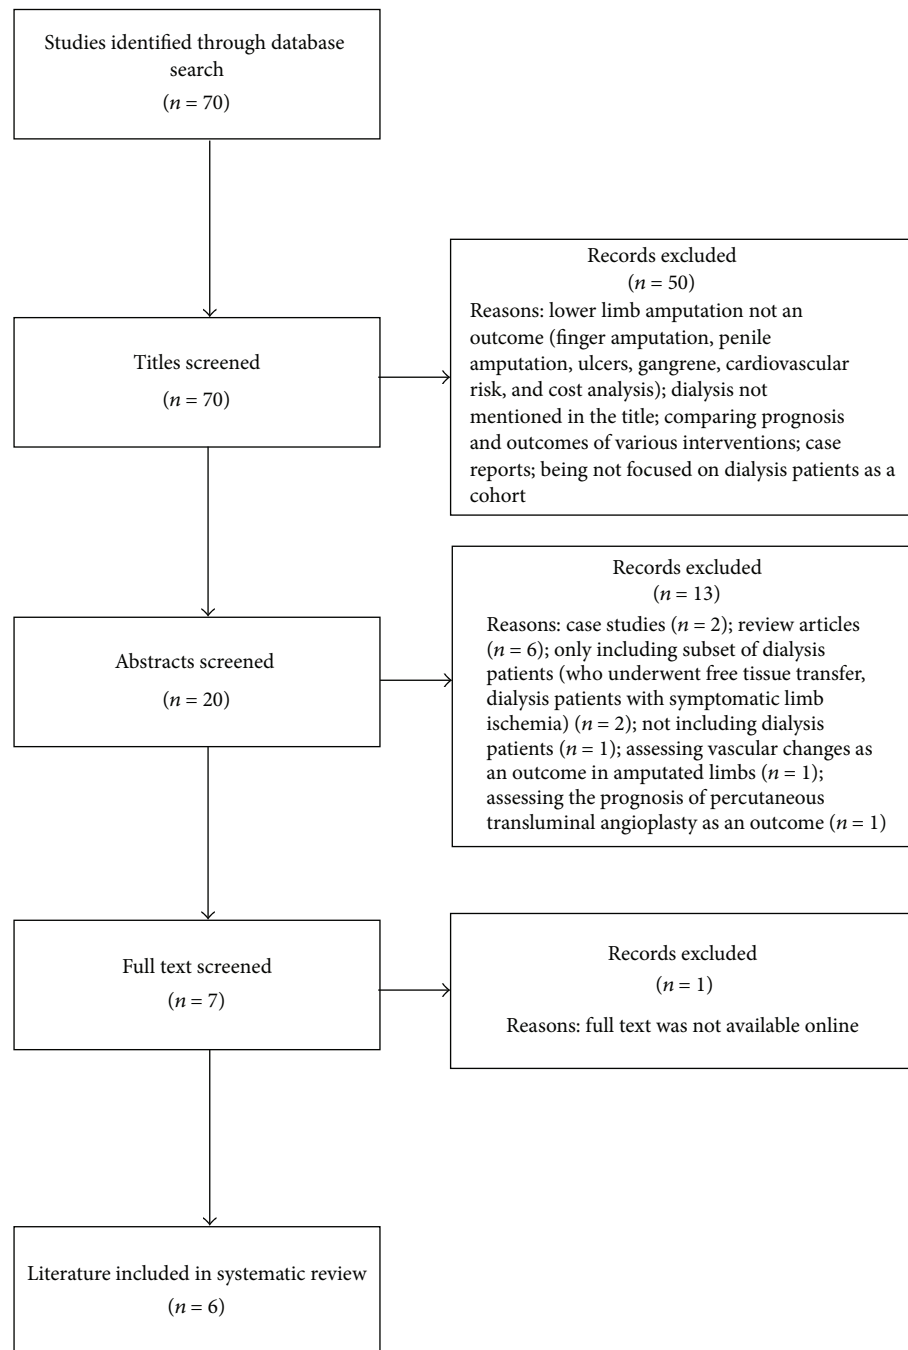 Studies identified through database
search
(n = 70)
Titles screened
(n = 70)
Records excluded
(n = 50)
Reasons: lower limb amputation not an
outcome (finger amputation, penile
amputation, ulcers, gangrene, cardiovascular
risk, and cost analysis); dialysis not
mentioned in the title; comparing prognosis
and outcomes of various interventions; case
reports; being not focused on dialysis patients as a
cohort
Abstracts screened
(n = 20)
Records excluded
(n = 13)
Reasons: case studies (n = 2); review articles
(n = 6); only including subset of dialysis
patients (who underwent free tissue transfer,
dialysis patients with symptomatic limb
ischemia) (n = 2); not including dialysis
patients (n = 1); assessing vascular changes as
an outcome in amputated limbs (n = 1);
assessing the prognosis of percutaneous
transluminal angioplasty as an outcome (n = 1)
Full text screened
(n = 7)
Records excluded
(n = 1)
Reasons: full text was not available online
Literature included in systematic review
(n = 6)